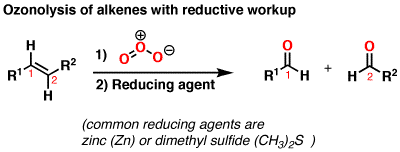 Ozonolysis of alkenes with reductive workup
H
R¹ 1 2 R²
H
1) O O⊕ O⊖
2) Reducing agent
O
R¹ 1 H
+
O
H 2 R²
(common reducing agents are
zinc (Zn) or dimethyl sulfide (CH₃)₂S )